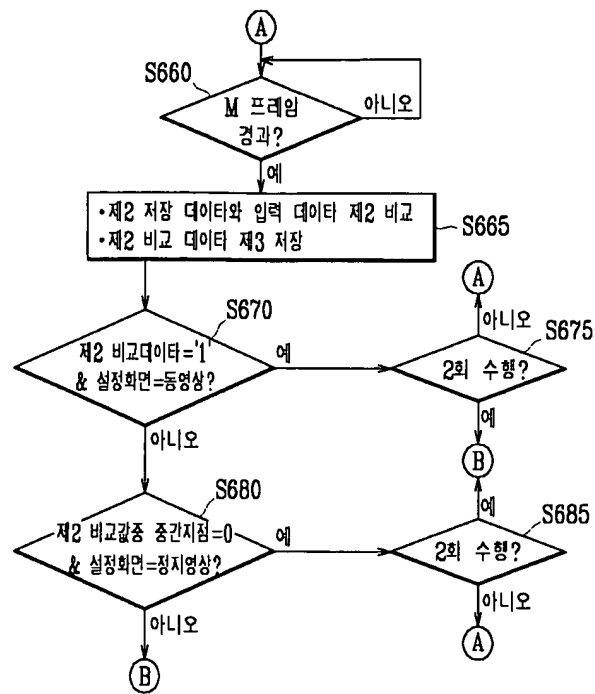 A
S660
M 프레임
경과?
아니오
예
·제2 저장 데이타와 입력 데이타 제2 비교
·제2 비교 데이타 제3 저장
S665
A
S670
아니오
S675
제2 비교데이타='1'
& 설정화면=동영상?
예
2회 수행?
아니오
예
B
S680
예
S685
제2 비교값중 중간지점=0
& 설정화면=정지영상?
예
2회 수행?
아니오
아니오
B
A